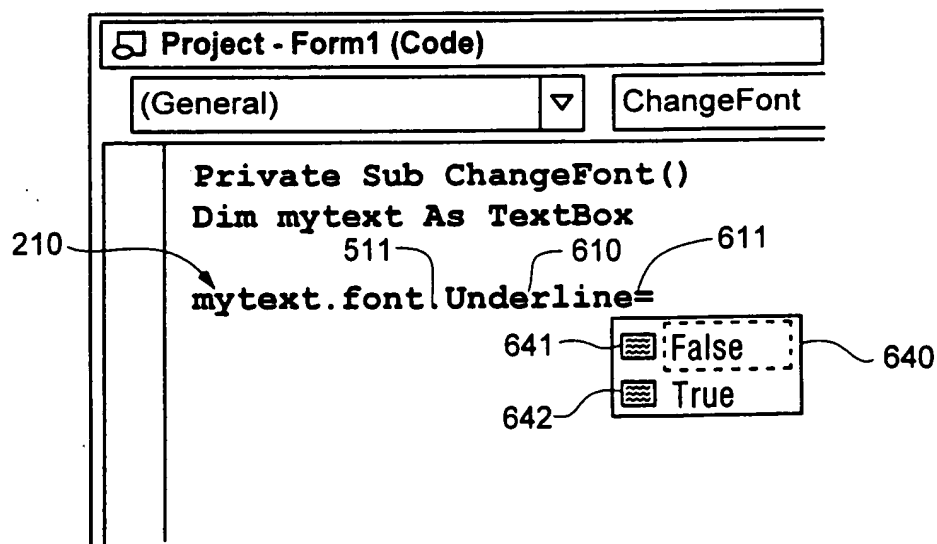 Project - Form1 (Code)
(General) ChangeFont
Private Sub ChangeFont()
Dim mytext As TextBox
210 511 610 611
mytext.font.Underline=
641 False 640
642 True